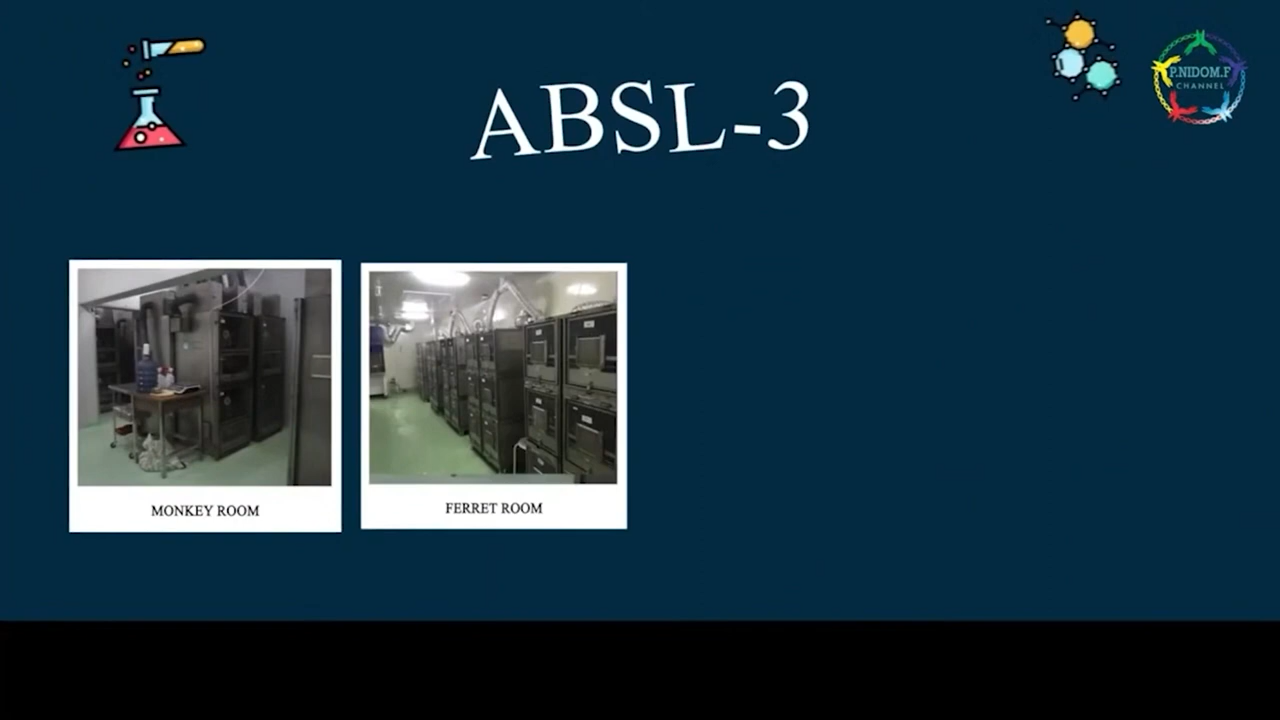 ABSL-3
P.NIDOM.F
CHANNEL
MONKEY ROOM
FERRET ROOM